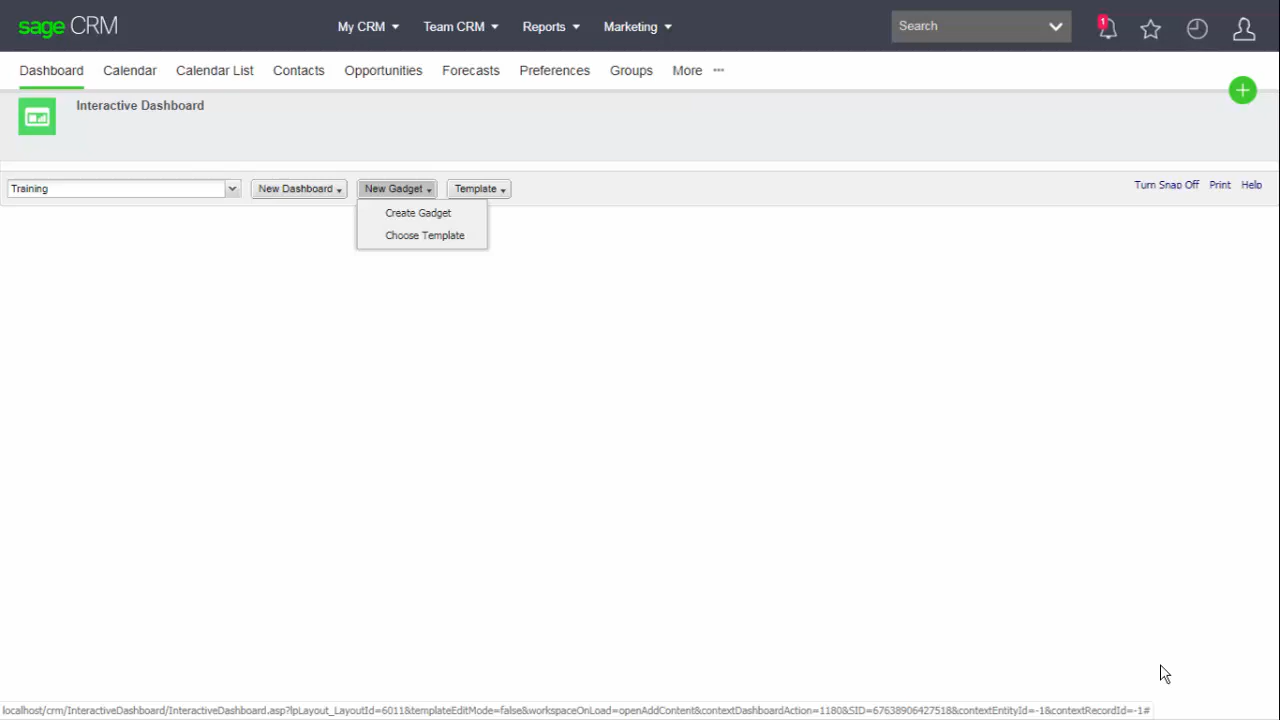 sage CRM My CRM Team CRM Reports Marketing Search 1
Dashboard Calendar Calendar List Contacts Opportunities Forecasts Preferences Groups More ...
Interactive Dashboard
Training New Dashboard New Gadget Template Turn Snap Off Print Help
Create Gadget
Choose Template
localhost/crm/InteractiveDashboard/InteractiveDashboard.asp?lpLayout_LayoutId=6011&templateEditMode=false&workspaceOnLoad=openAddContent&contextDashboardAction=1180&SID=67638906427518&contextEntityId=-1&contextRecordId=-1#